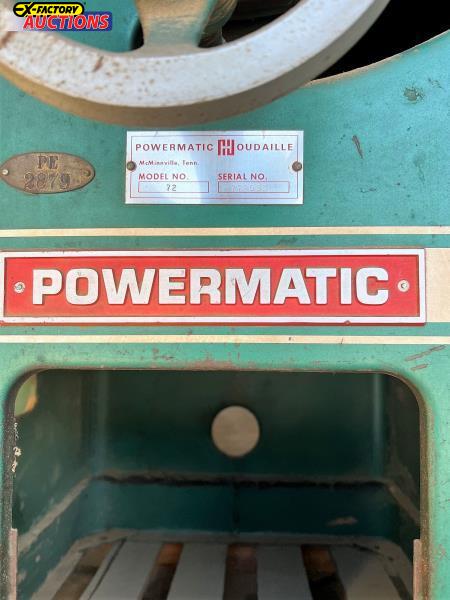 EX-FACTORY
AUCTIONS
POWERMATIC HOUDAILLE
McMinnville, Tenn.
MODEL NO. SERIAL NO.
72
PE
2879
POWERMATIC